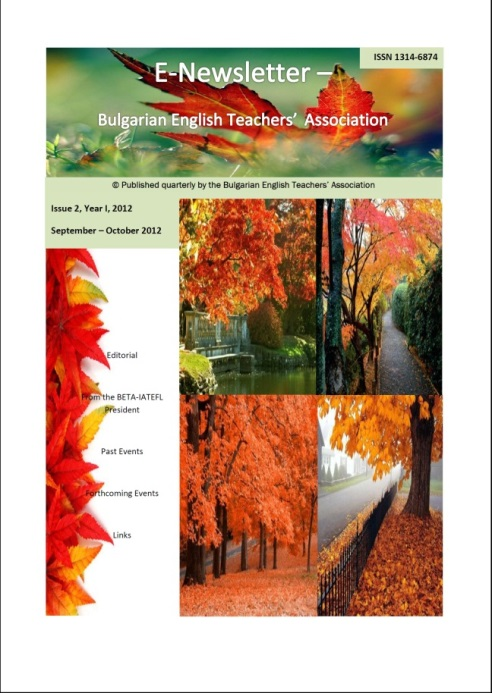 ISSN 1314-6874
E-Newsletter –
Bulgarian English Teachers’ Association
© Published quarterly by the Bulgarian English Teachers’ Association
Issue 2, Year I, 2012
September – October 2012
Editorial
From the BETA-IATEFL
President
Past Events
Forthcoming Events
Links